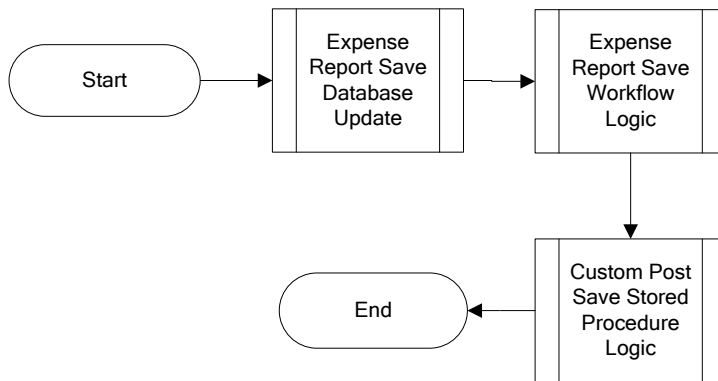 Start
Expense
Report Save
Database
Update
Expense
Report Save
Workflow
Logic
Custom Post
Save Stored
Procedure
Logic
End